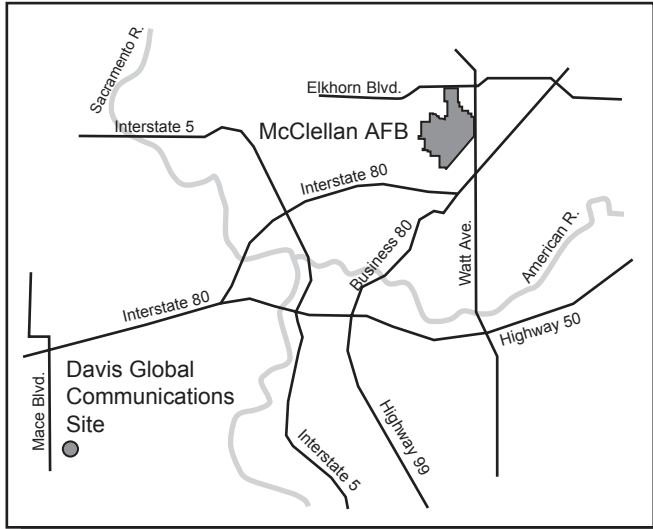 Sacramento R.
Elkhorn Blvd.
Interstate 5
McClellan AFB
Interstate 80
Business 80
Watt Ave.
American R.
Interstate 80
Highway 50
Davis Global
Communications
Site
Mace Blvd.
Highway 99
Interstate 5